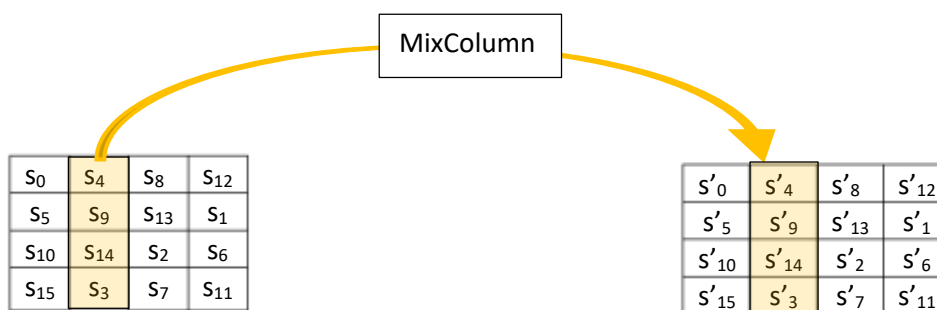 MixColumn
S₀ S₄ S₈ S₁₂
S₅ S₉ S₁₃ S₁
S₁₀ S₁₄ S₂ S₆
S₁₅ S₃ S₇ S₁₁
S'₀ S'₄ S'₈ S'₁₂
S'₅ S'₉ S'₁₃ S'₁
S'₁₀ S'₁₄ S'₂ S'₆
S'₁₅ S'₃ S'₇ S'₁₁